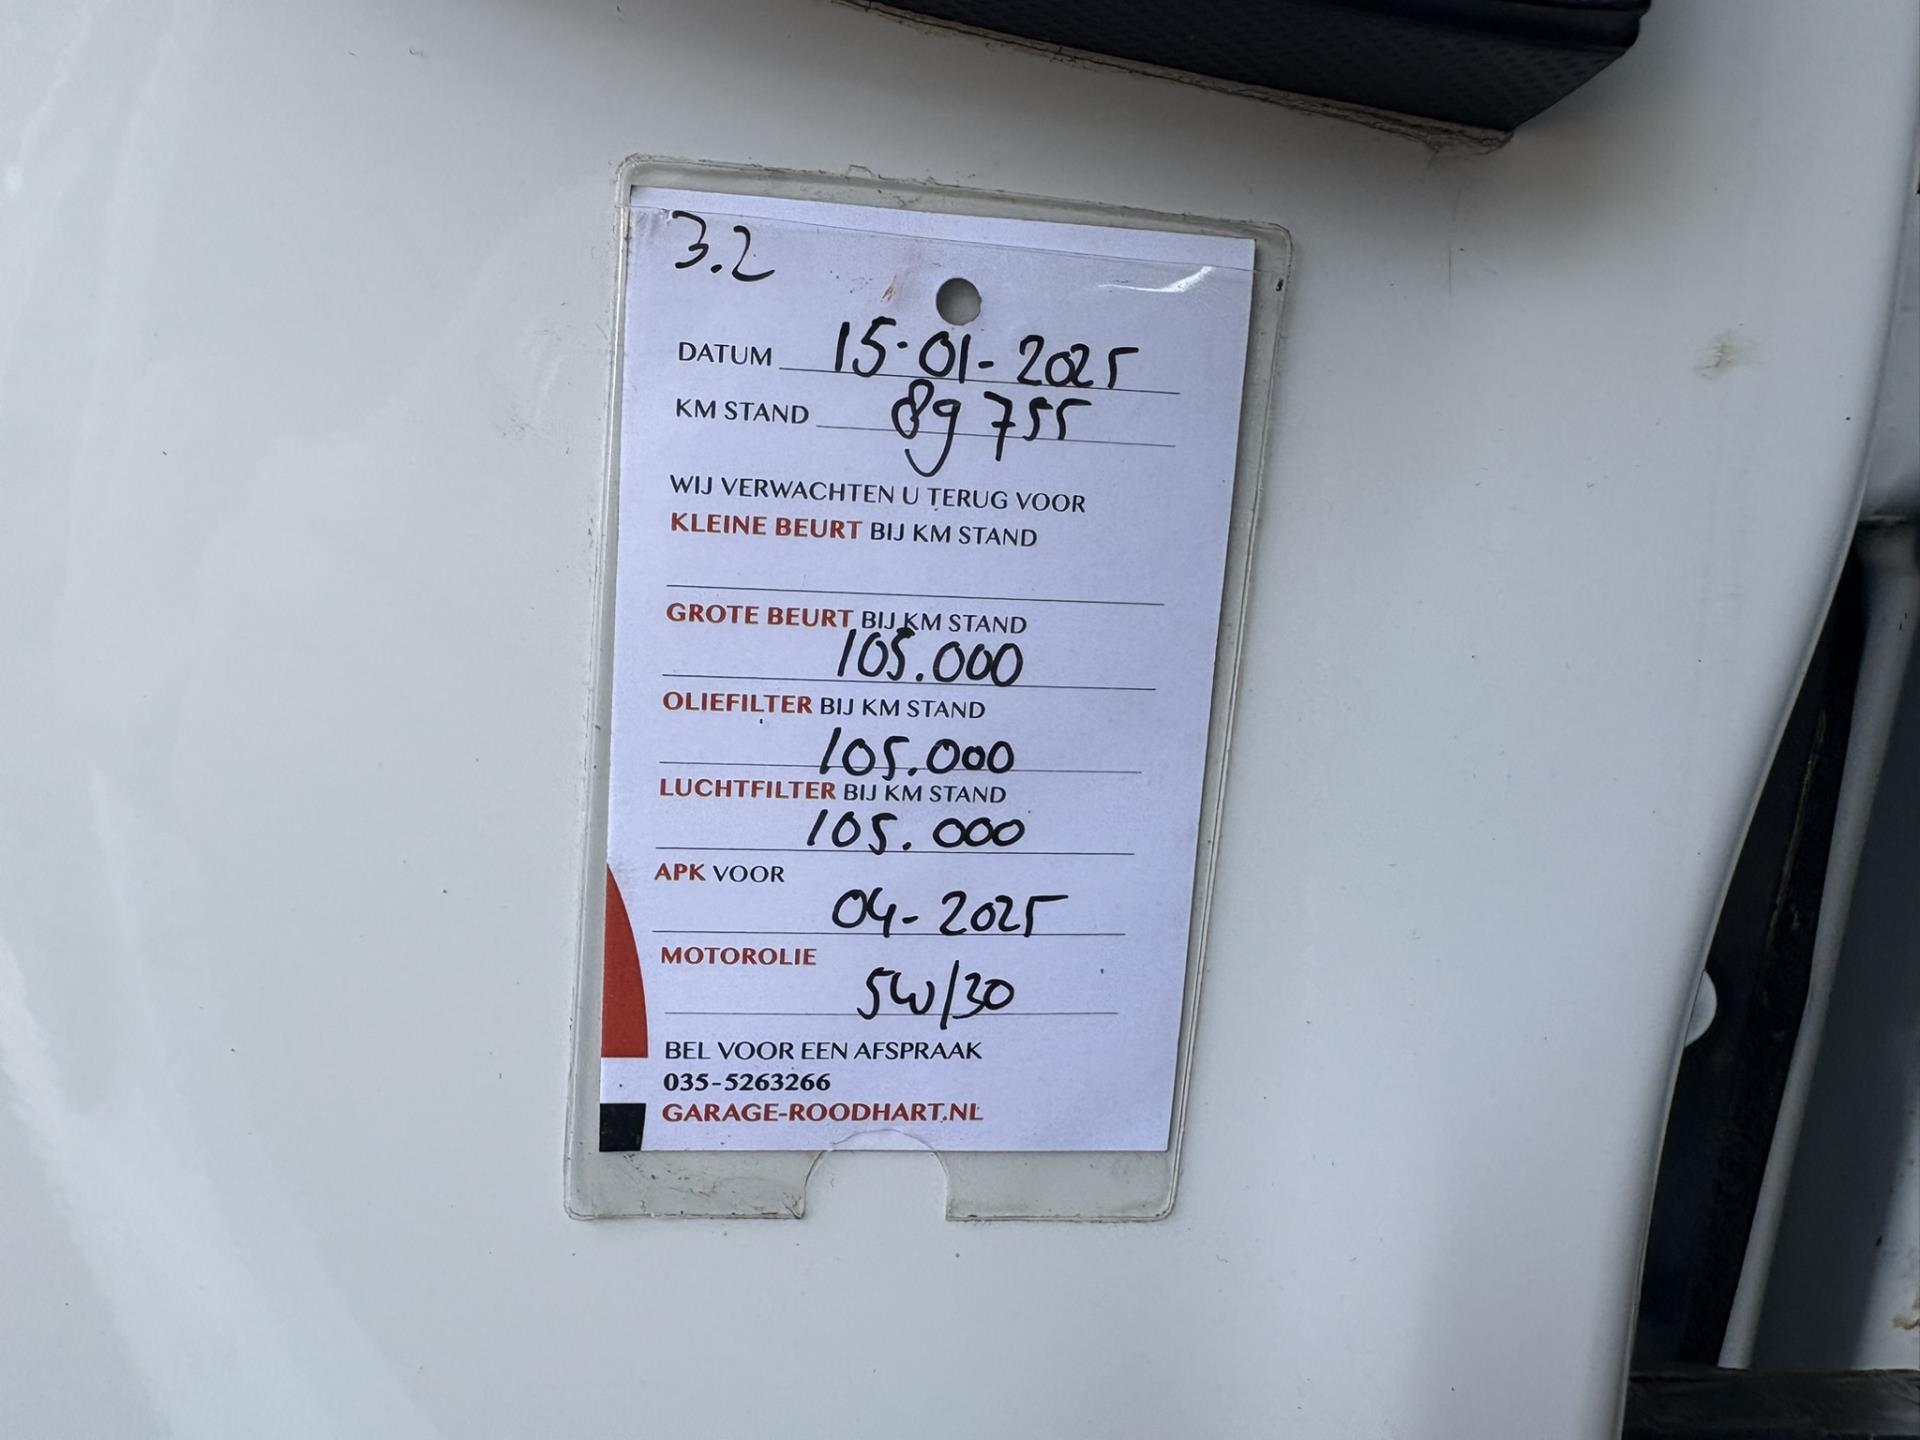 3.2
DATUM 15-01-2025
KM STAND 89 755
WIJ VERWACHTEN U TERUG VOOR
KLEINE BEURT BIJ KM STAND
GROTE BEURT BIJ KM STAND
105.000
OLIEFILTER BIJ KM STAND
105.000
LUCHTFILTER BIJ KM STAND
105.000
APK VOOR
04-2025
MOTOROLIE
5W/30
BEL VOOR EEN AFSPRAAK
035-5263266
GARAGE-ROODHART.NL